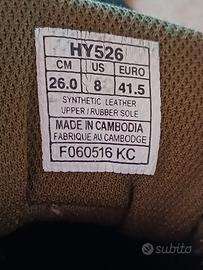 HY526
CM US EURO
26.0 8 41.5
SYNTHETIC LEATHER
UPPER / RUBBER SOLE
MADE IN CAMBODIA
FABRIQUE AU CAMBODGE
F060516 KC
subito